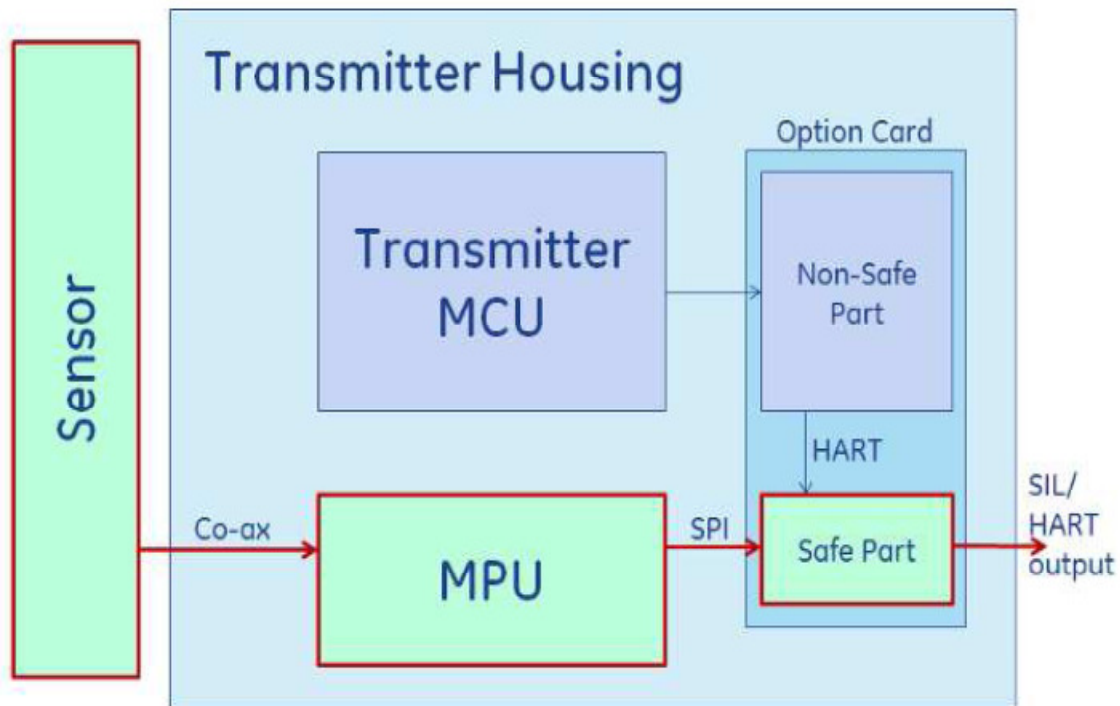 Transmitter Housing
Option Card
Sensor
Transmitter
MCU
Non-Safe
Part
HART
Co-ax
MPU
SPI
Safe Part
SIL/
HART
output